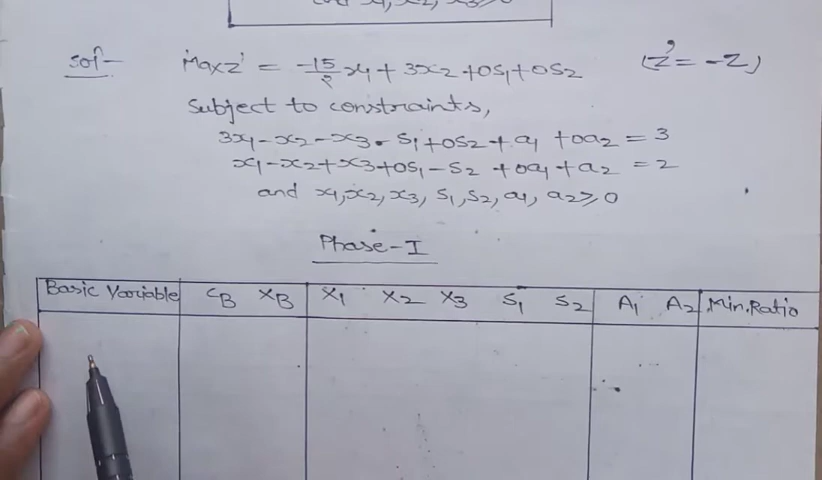 Sol-
Max Z' = -15/2 x1 + 3x2 + 0s1 + 0s2 (Z' = -Z)
Subject to constraints,
3x1 - x2 - x3 - s1 + 0s2 + a1 + 0a2 = 3
x1 - x2 + x3 + 0s1 - s2 + 0a1 + a2 = 2
and x1, x2, x3, s1, s2, a1, a2 ≥ 0
Phase-I
Basic Variable CB XB X1 X2 X3 S1 S2 A1 A2 Min. Ratio